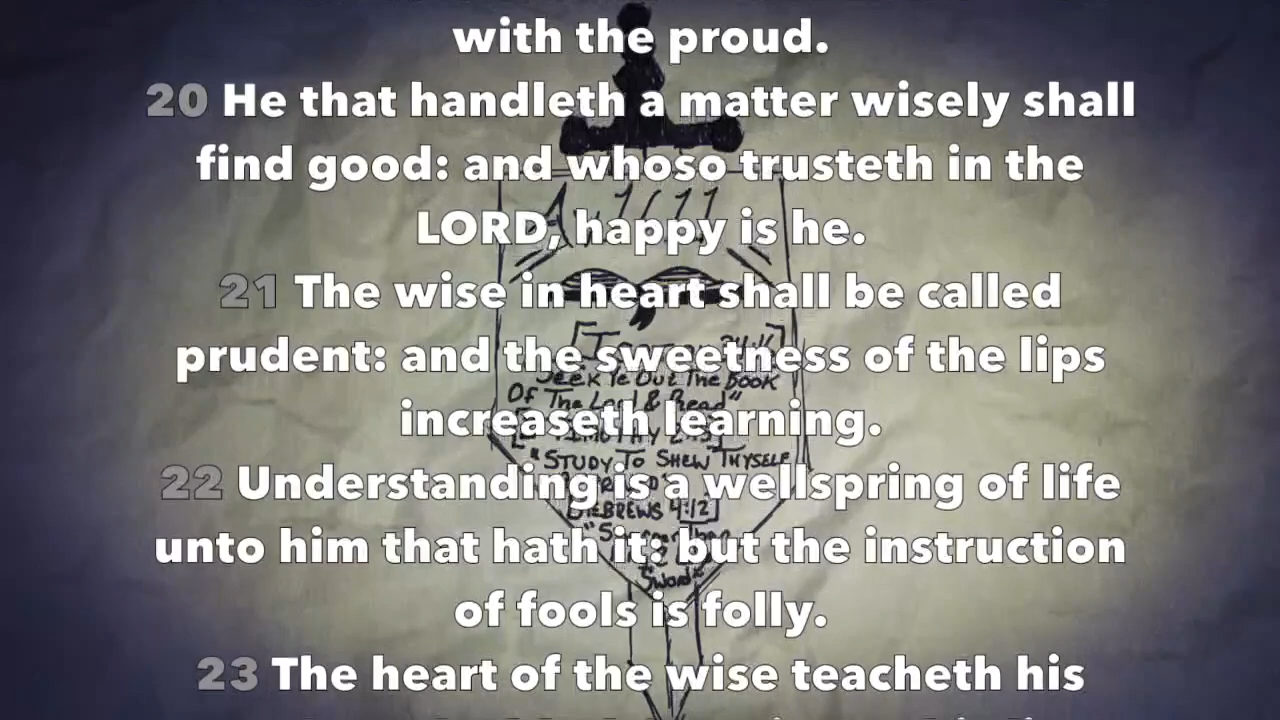 with the proud.
20 He that handleth a matter wisely shall
find good: and whoso trusteth in the
LORD, happy is he.
21 The wise in heart shall be called
prudent: and the sweetness of the lips
increaseth learning.
22 Understanding is a wellspring of life
unto him that hath it: but the instruction
of fools is folly.
23 The heart of the wise teacheth his
1611
Seek Ye Out The Book
Of The Lord & Read"
"STUDY TO SHEW THYSELF
HEBREWS 4:12]
Sword"